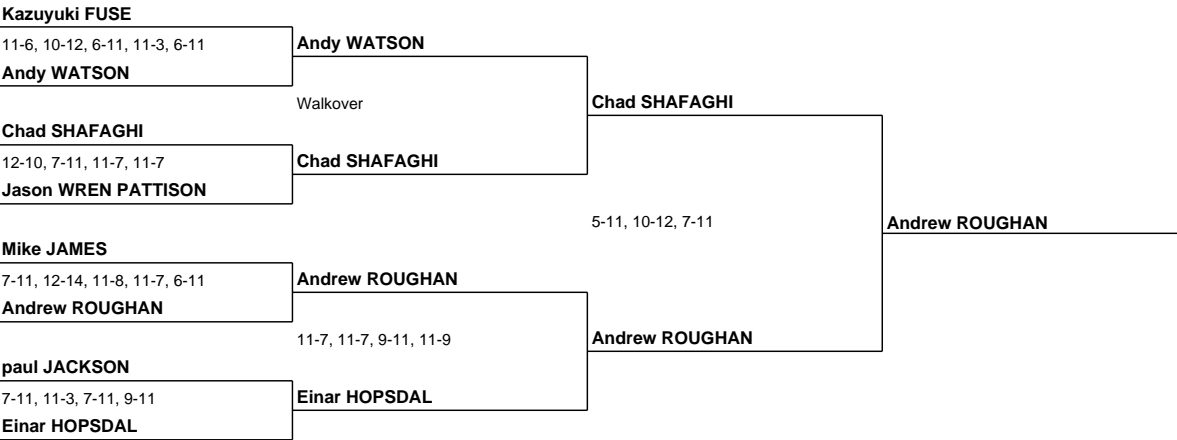 Kazuyuki FUSE
11-6, 10-12, 6-11, 11-3, 6-11
Andy WATSON
Andy WATSON
Walkover
Chad SHAFAGHI
Chad SHAFAGHI
12-10, 7-11, 11-7, 11-7
Chad SHAFAGHI
Jason WREN PATTISON
5-11, 10-12, 7-11
Andrew ROUGHAN
Mike JAMES
7-11, 12-14, 11-8, 11-7, 6-11
Andrew ROUGHAN
Andrew ROUGHAN
11-7, 11-7, 9-11, 11-9
Andrew ROUGHAN
paul JACKSON
7-11, 11-3, 7-11, 9-11
Einar HOPSDAL
Einar HOPSDAL